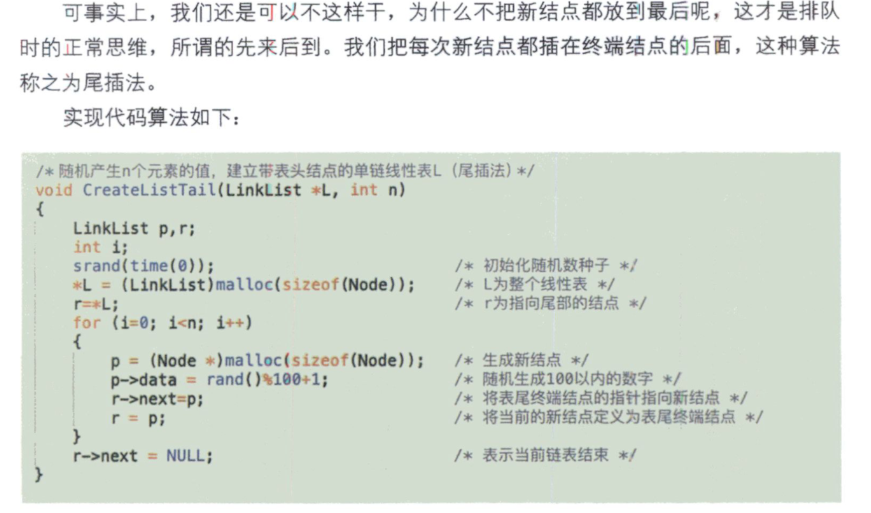 可事实上，我们还是可以不这样干，为什么不把新结点都放到最后呢，这才是排队
时的正常思维，所谓的先来后到。我们把每次新结点都插在终端结点的后面，这种算法
称之为尾插法。
实现代码算法如下：
/* 随机产生n个元素的值，建立带表头结点的单链线性表L（尾插法）*/
void CreateListTail(LinkList *L, int n)
{
    LinkList p,r;
    int i;
    srand(time(0));    /* 初始化随机数种子 */
    *L = (LinkList)malloc(sizeof(Node));    /* L为整个线性表 */
    r=*L;    /* r为指向尾部的结点 */
    for (i=0; i<n; i++)
    {
        p = (Node *)malloc(sizeof(Node));    /* 生成新结点 */
        p->data = rand()%100+1;    /* 随机生成100以内的数字 */
        r->next=p;    /* 将表尾终端结点的指针指向新结点 */
        r = p;    /* 将当前的新结点定义为表尾终端结点 */
    }
    r->next = NULL;    /* 表示当前链表结束 */
}